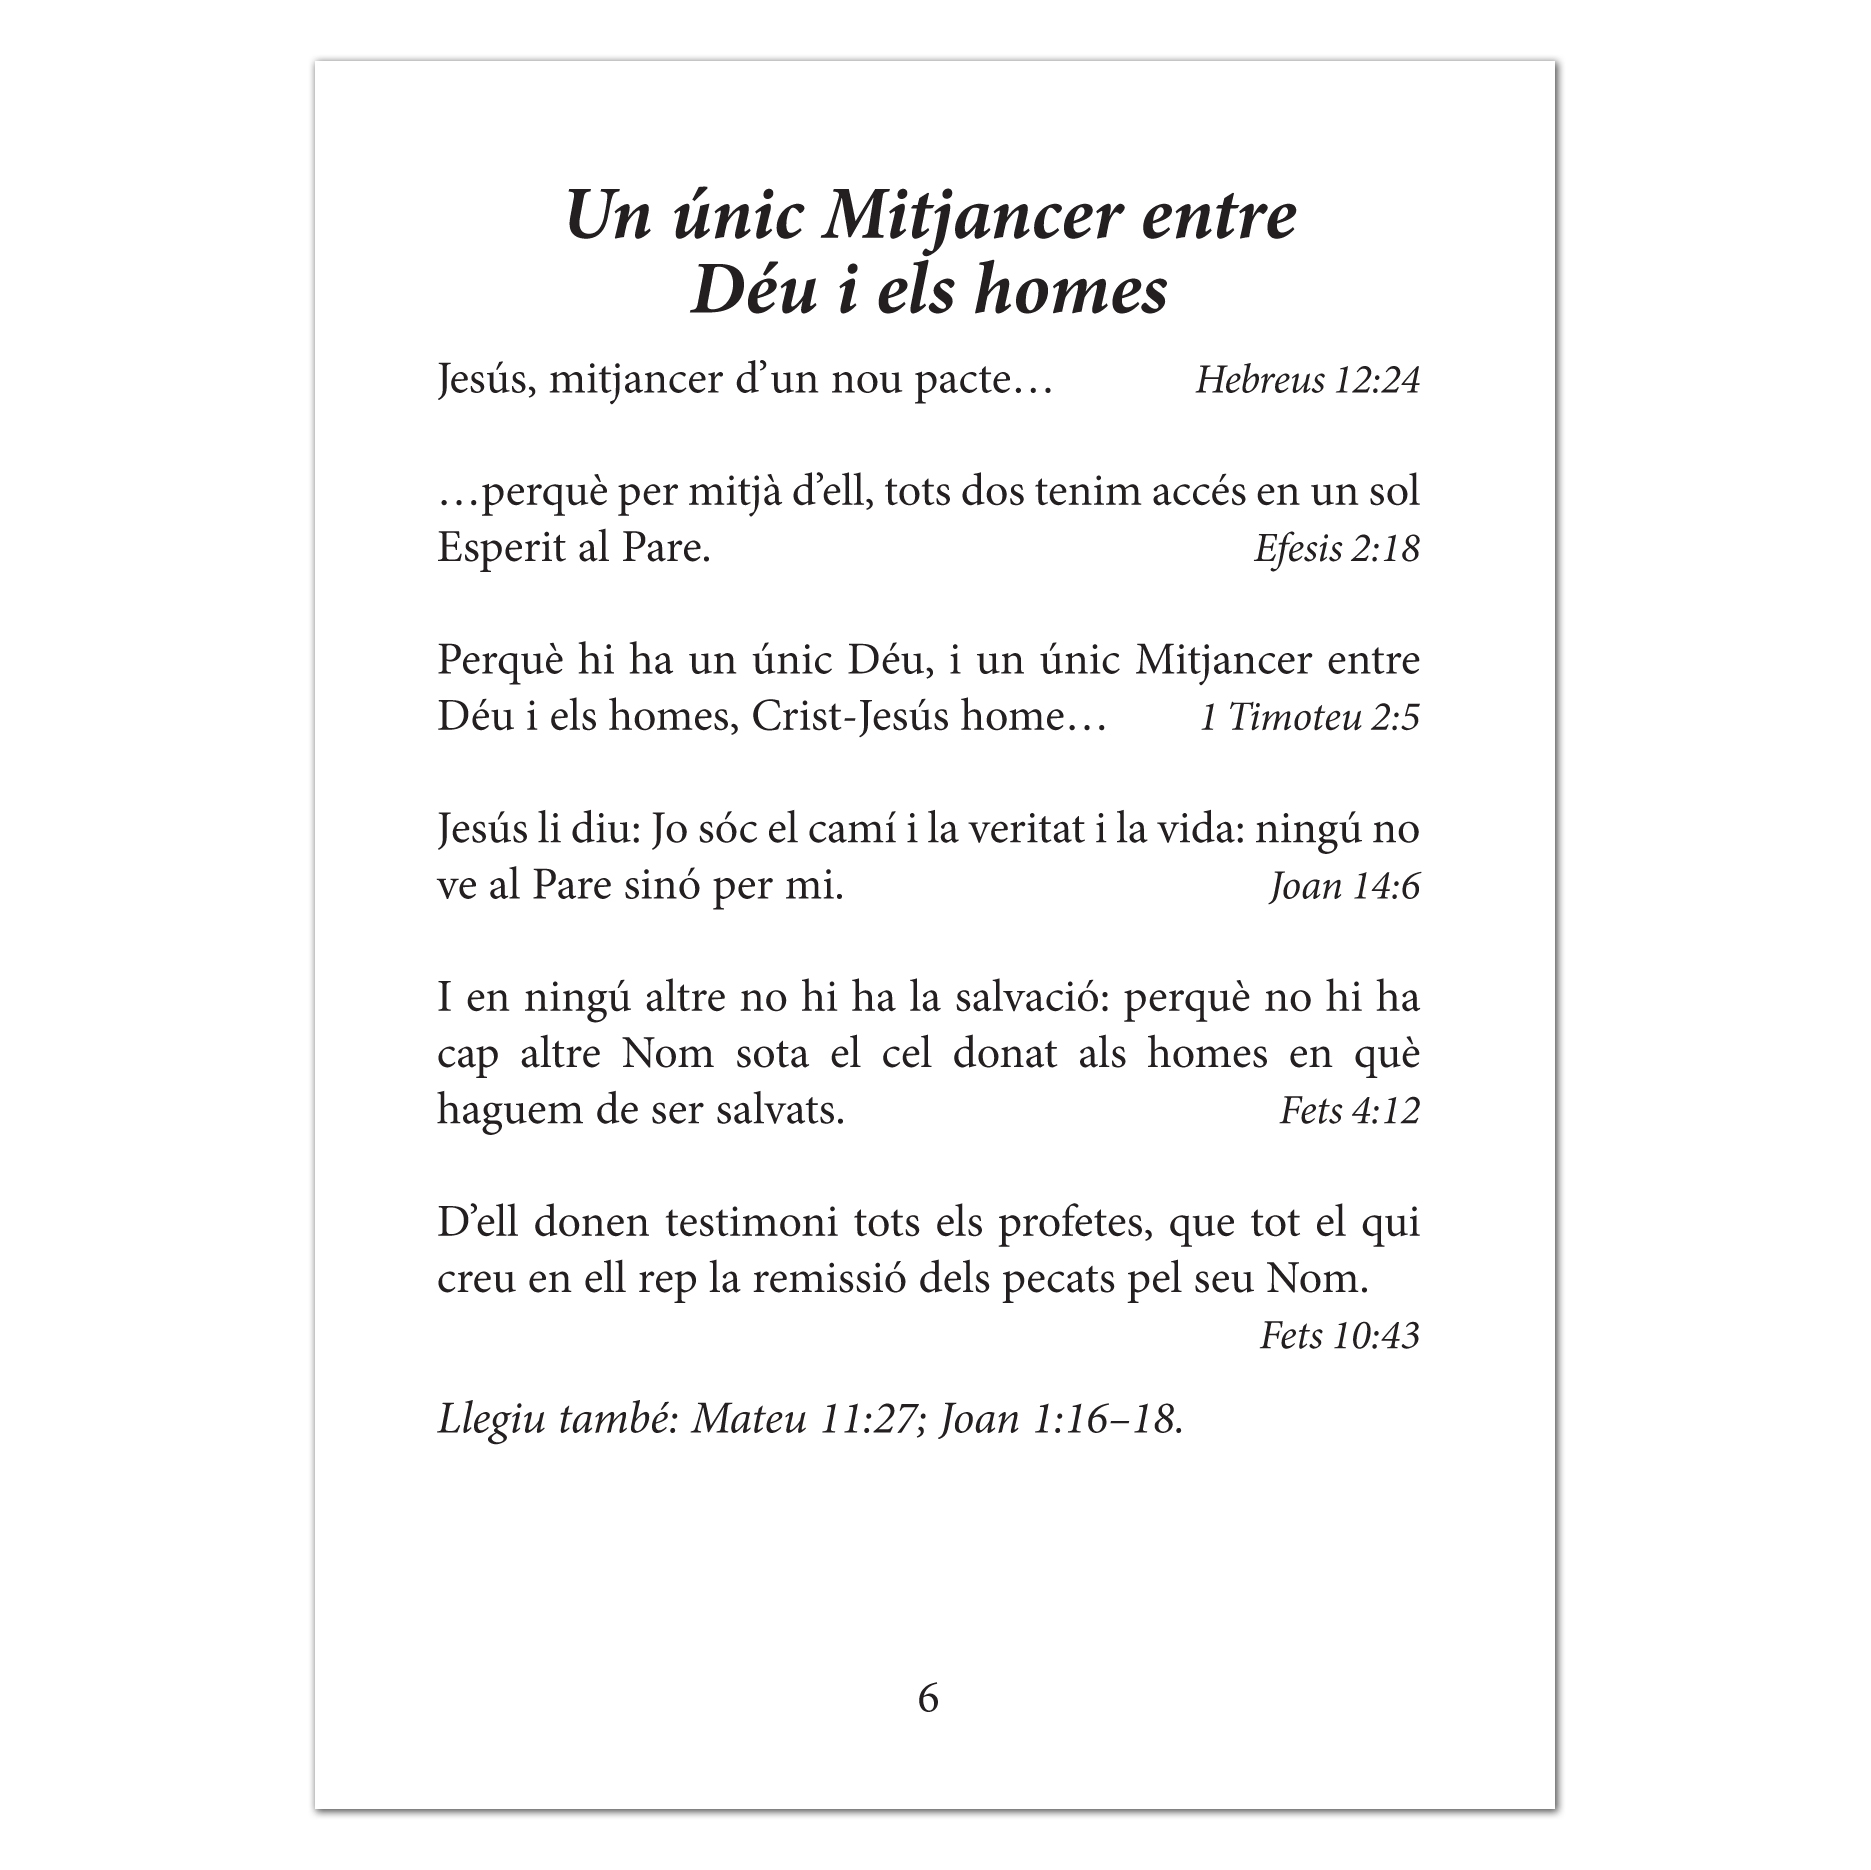 Un únic Mitjancer entre
Déu i els homes
Jesús, mitjancer d’un nou pacte… Hebreus 12:24
…perquè per mitjà d’ell, tots dos tenim accés en un sol
Esperit al Pare. Efesis 2:18
Perquè hi ha un únic Déu, i un únic Mitjancer entre
Déu i els homes, Crist-Jesús home… 1 Timoteu 2:5
Jesús li diu: Jo sóc el camí i la veritat i la vida: ningú no
ve al Pare sinó per mi. Joan 14:6
I en ningú altre no hi ha la salvació: perquè no hi ha
cap altre Nom sota el cel donat als homes en què
haguem de ser salvats. Fets 4:12
D’ell donen testimoni tots els profetes, que tot el qui
creu en ell rep la remissió dels pecats pel seu Nom.
Fets 10:43
Llegiu també: Mateu 11:27; Joan 1:16–18.
6